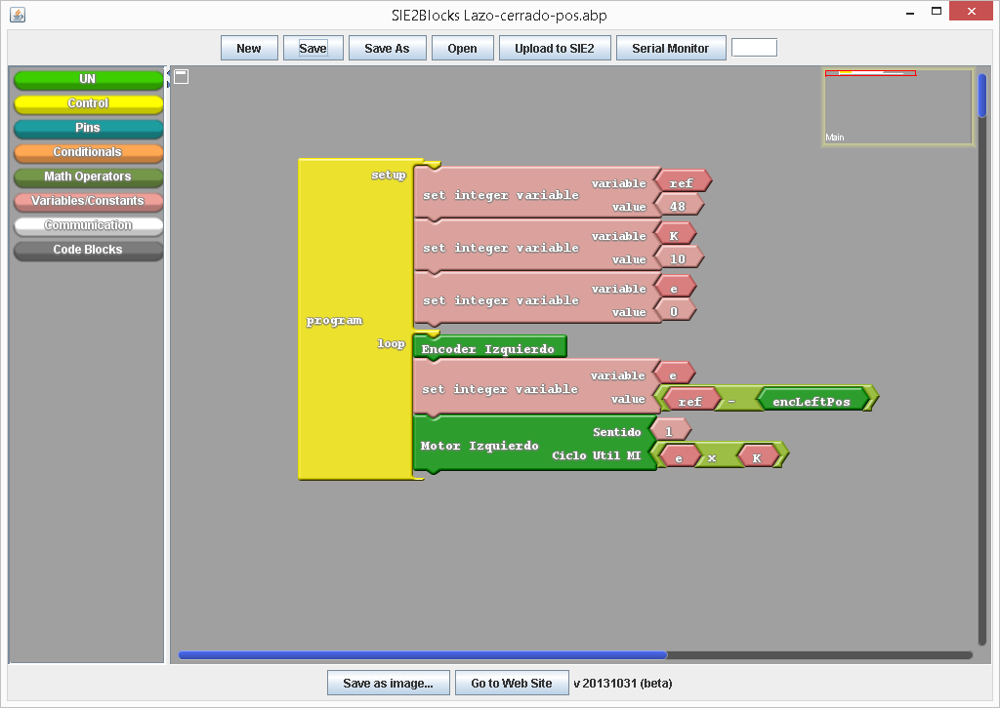 SIE2Blocks Lazo-cerrado-pos.abp
New Save Save As Open Upload to SIE2 Serial Monitor
UN
Control
Pins
Conditionals
Math Operators
Variables/Constants
Communication
Code Blocks
Main
program
setup
set integer variable
variable ref
value 48
set integer variable
variable K
value 10
set integer variable
variable e
value 0
loop
Encoder Izquierdo
set integer variable
variable e
value ref - encLeftPos
Motor Izquierdo
Sentido 1
Ciclo Util MI e x K
Save as image... Go to Web Site v 20131031 (beta)